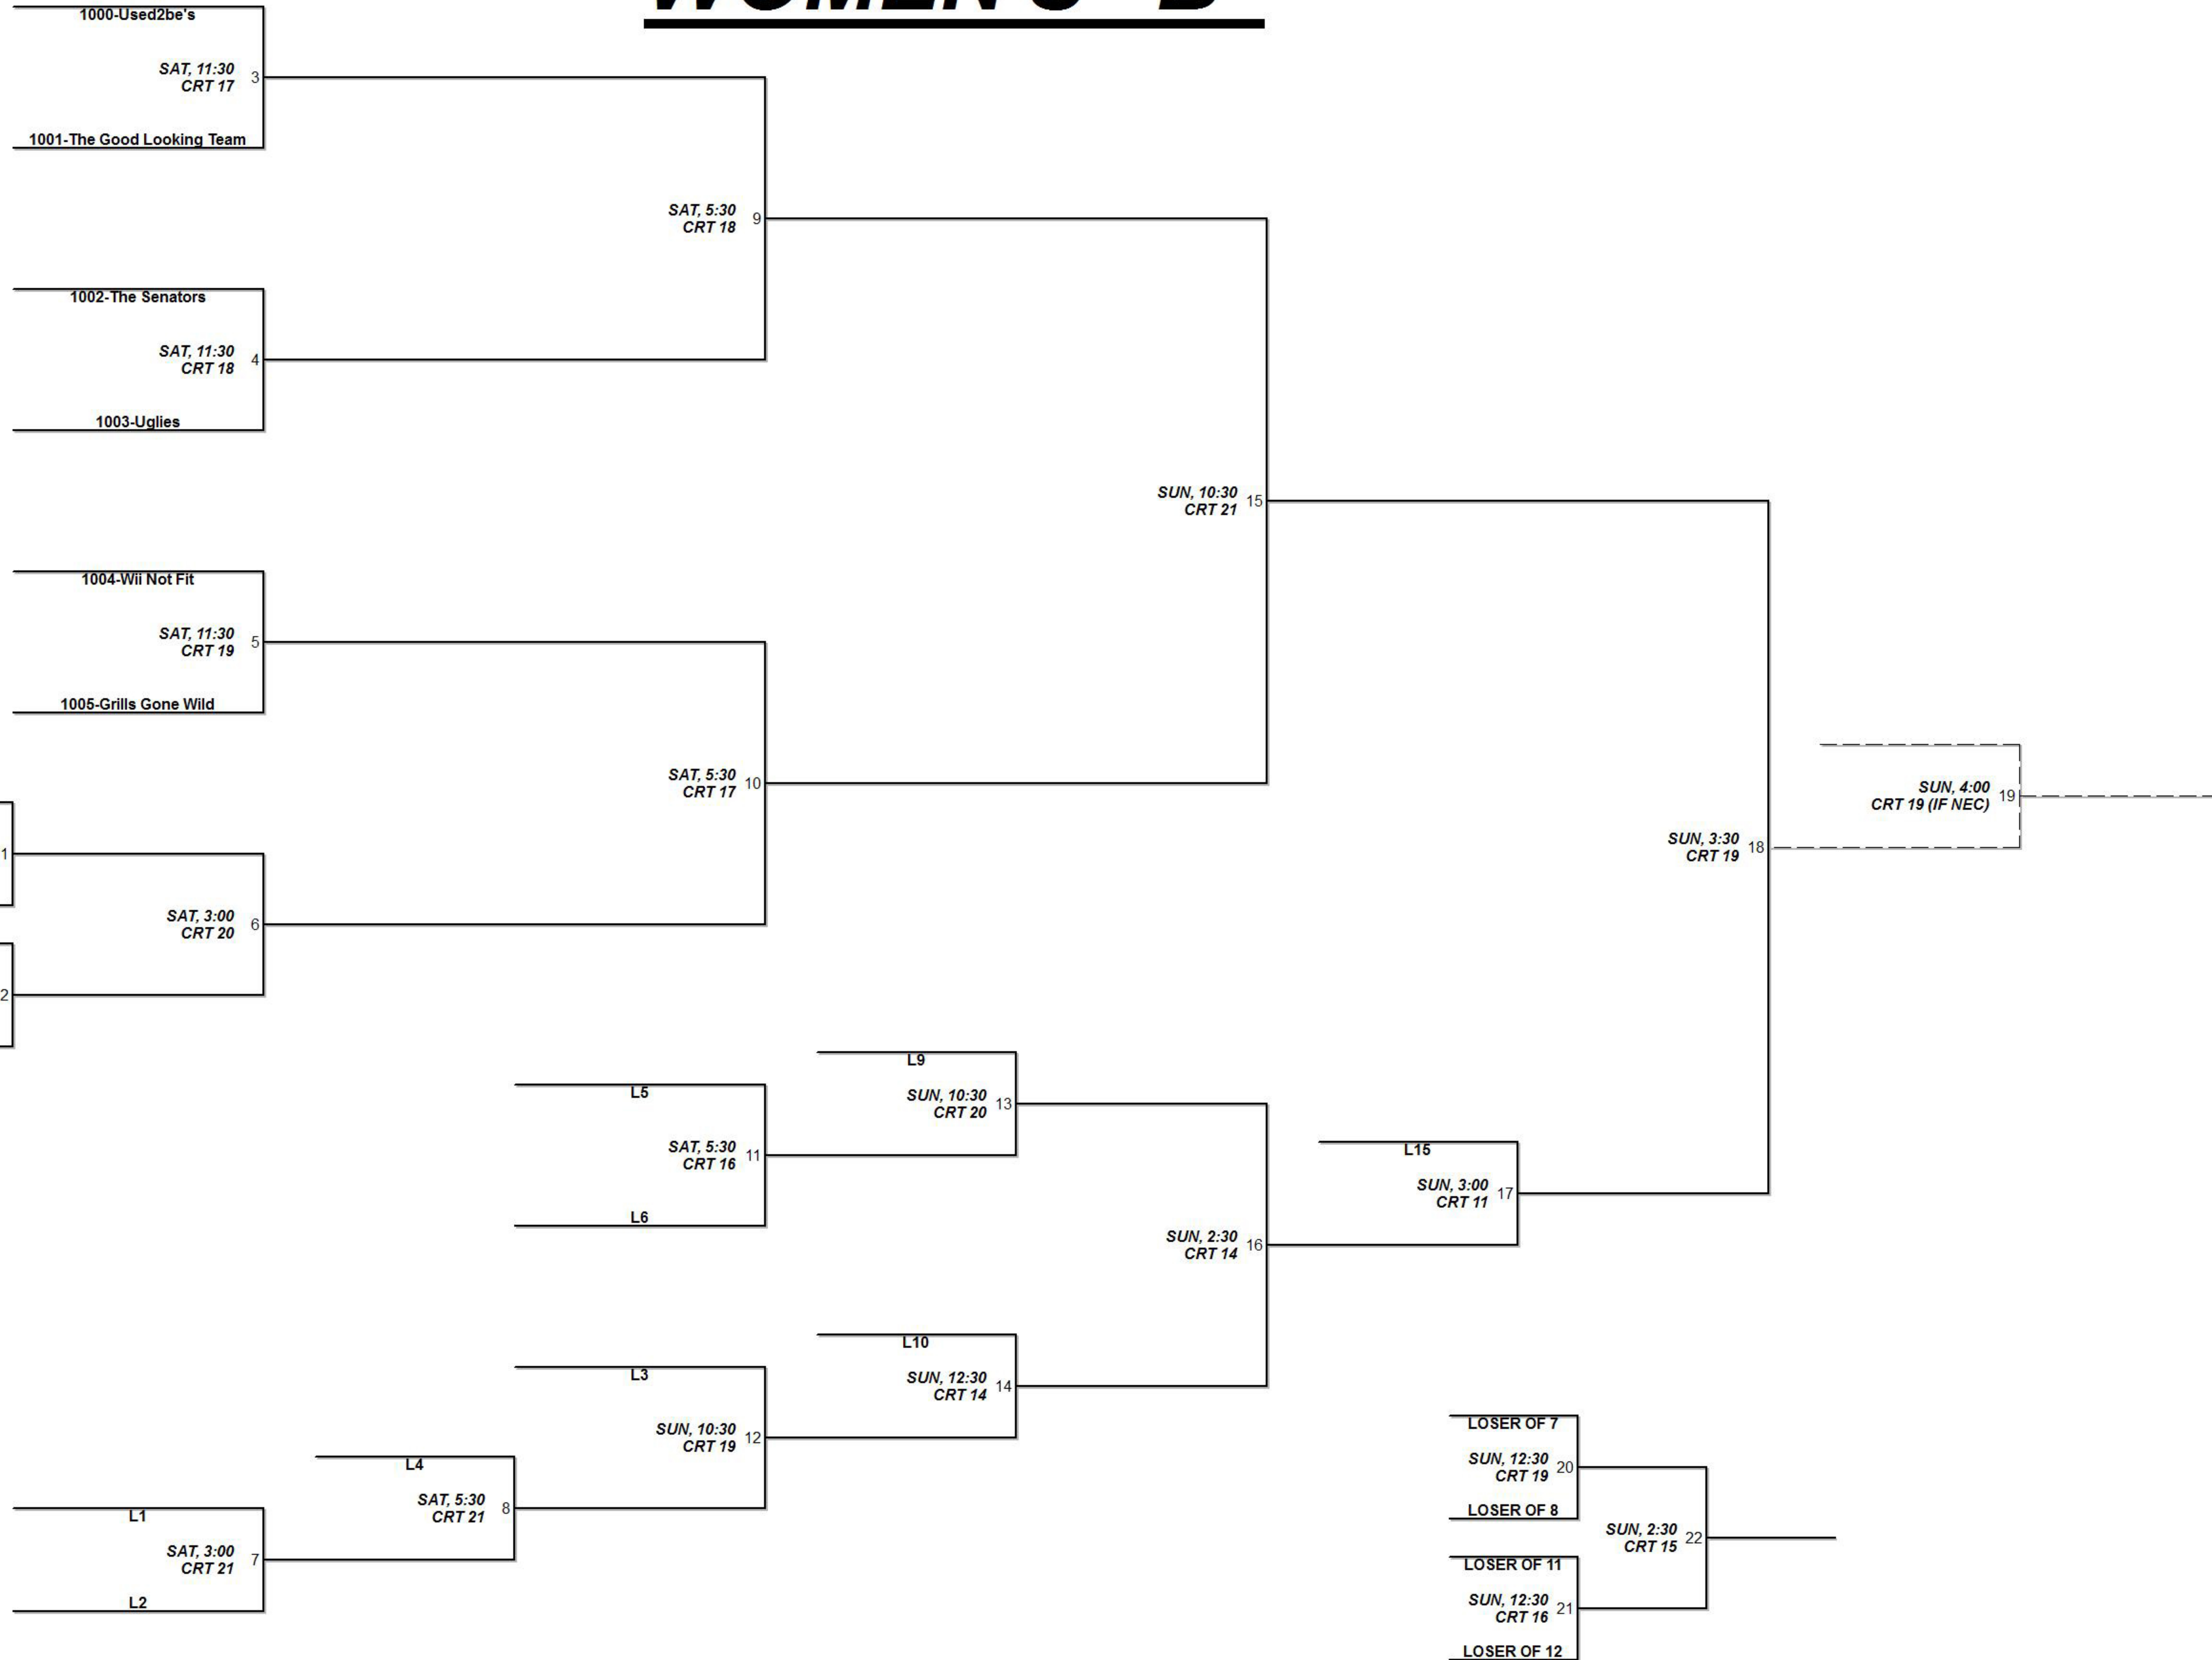 WOMEN'S "B"
1000-Used2be's
SAT, 11:30
CRT 17
3
1001-The Good Looking Team
SAT, 5:30
CRT 18
9
1002-The Senators
SAT, 11:30
CRT 18
4
1003-Uglies
SUN, 10:30
CRT 21
15
1004-Wii Not Fit
SAT, 11:30
CRT 19
5
1005-Grills Gone Wild
SAT, 5:30
CRT 17
10
SUN, 4:00
CRT 19 (IF NEC)
19
SUN, 3:30
CRT 19
18
1
SAT, 3:00
CRT 20
6
2
L9
SUN, 10:30
CRT 20
13
L5
SAT, 5:30
CRT 16
11
L6
L15
SUN, 3:00
CRT 11
17
SUN, 2:30
CRT 14
16
L10
SUN, 12:30
CRT 14
14
L3
SUN, 10:30
CRT 19
12
L4
SAT, 5:30
CRT 21
8
L1
SAT, 3:00
CRT 21
7
L2
LOSER OF 7
SUN, 12:30
CRT 19
20
LOSER OF 8
SUN, 2:30
CRT 15
22
LOSER OF 11
SUN, 12:30
CRT 16
21
LOSER OF 12